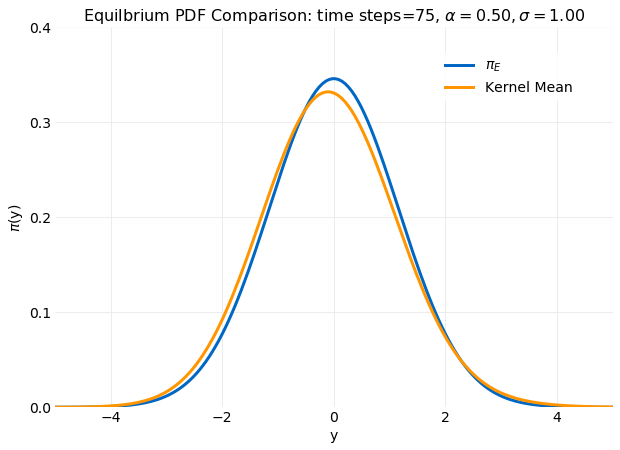 Equilbrium PDF Comparison: time steps=75, α = 0.50, σ = 1.00
0.4
π_E
Kernel Mean
0.3
π(y)
0.2
0.1
0.0
−4
−2
0
2
4
y